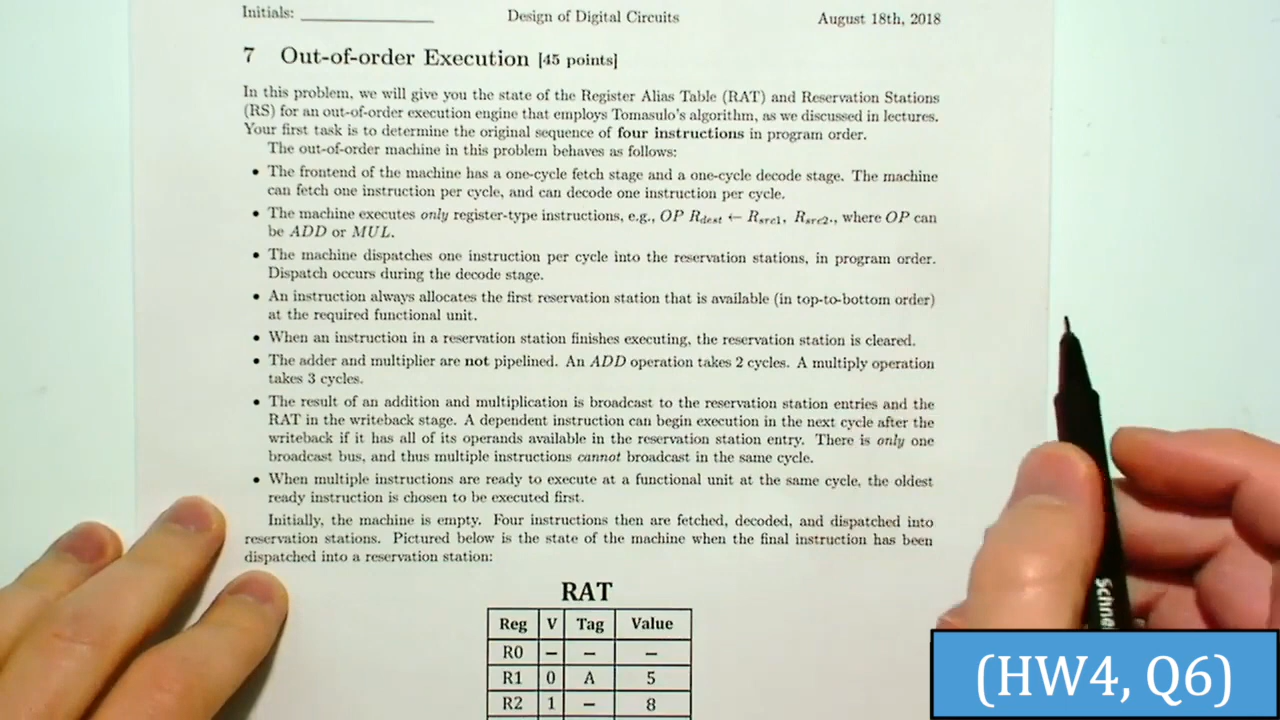 Initials:
Design of Digital Circuits
August 18th, 2018
7 Out-of-order Execution [45 points]
In this problem, we will give you the state of the Register Alias Table (RAT) and Reservation Stations
(RS) for an out-of-order execution engine that employs Tomasulo's algorithm, as we discussed in lectures.
Your first task is to determine the original sequence of four instructions in program order.
The out-of-order machine in this problem behaves as follows:
• The frontend of the machine has a one-cycle fetch stage and a one-cycle decode stage. The machine
can fetch one instruction per cycle, and can decode one instruction per cycle.
• The machine executes only register-type instructions, e.g., OP Rdest ← Rsrc1, Rsrc2., where OP can
be ADD or MUL.
• The machine dispatches one instruction per cycle into the reservation stations, in program order.
Dispatch occurs during the decode stage.
• An instruction always allocates the first reservation station that is available (in top-to-bottom order)
at the required functional unit.
• When an instruction in a reservation station finishes executing, the reservation station is cleared.
• The adder and multiplier are not pipelined. An ADD operation takes 2 cycles. A multiply operation
takes 3 cycles.
• The result of an addition and multiplication is broadcast to the reservation station entries and the
RAT in the writeback stage. A dependent instruction can begin execution in the next cycle after the
writeback if it has all of its operands available in the reservation station entry. There is only one
broadcast bus, and thus multiple instructions cannot broadcast in the same cycle.
• When multiple instructions are ready to execute at a functional unit at the same cycle, the oldest
ready instruction is chosen to be executed first.
Initially, the machine is empty. Four instructions then are fetched, decoded, and dispatched into
reservation stations. Pictured below is the state of the machine when the final instruction has been
dispatched into a reservation station:
RAT
Reg V Tag Value
R0 – – –
R1 0 A 5
R2 1 – 8
Schne
(HW4, Q6)